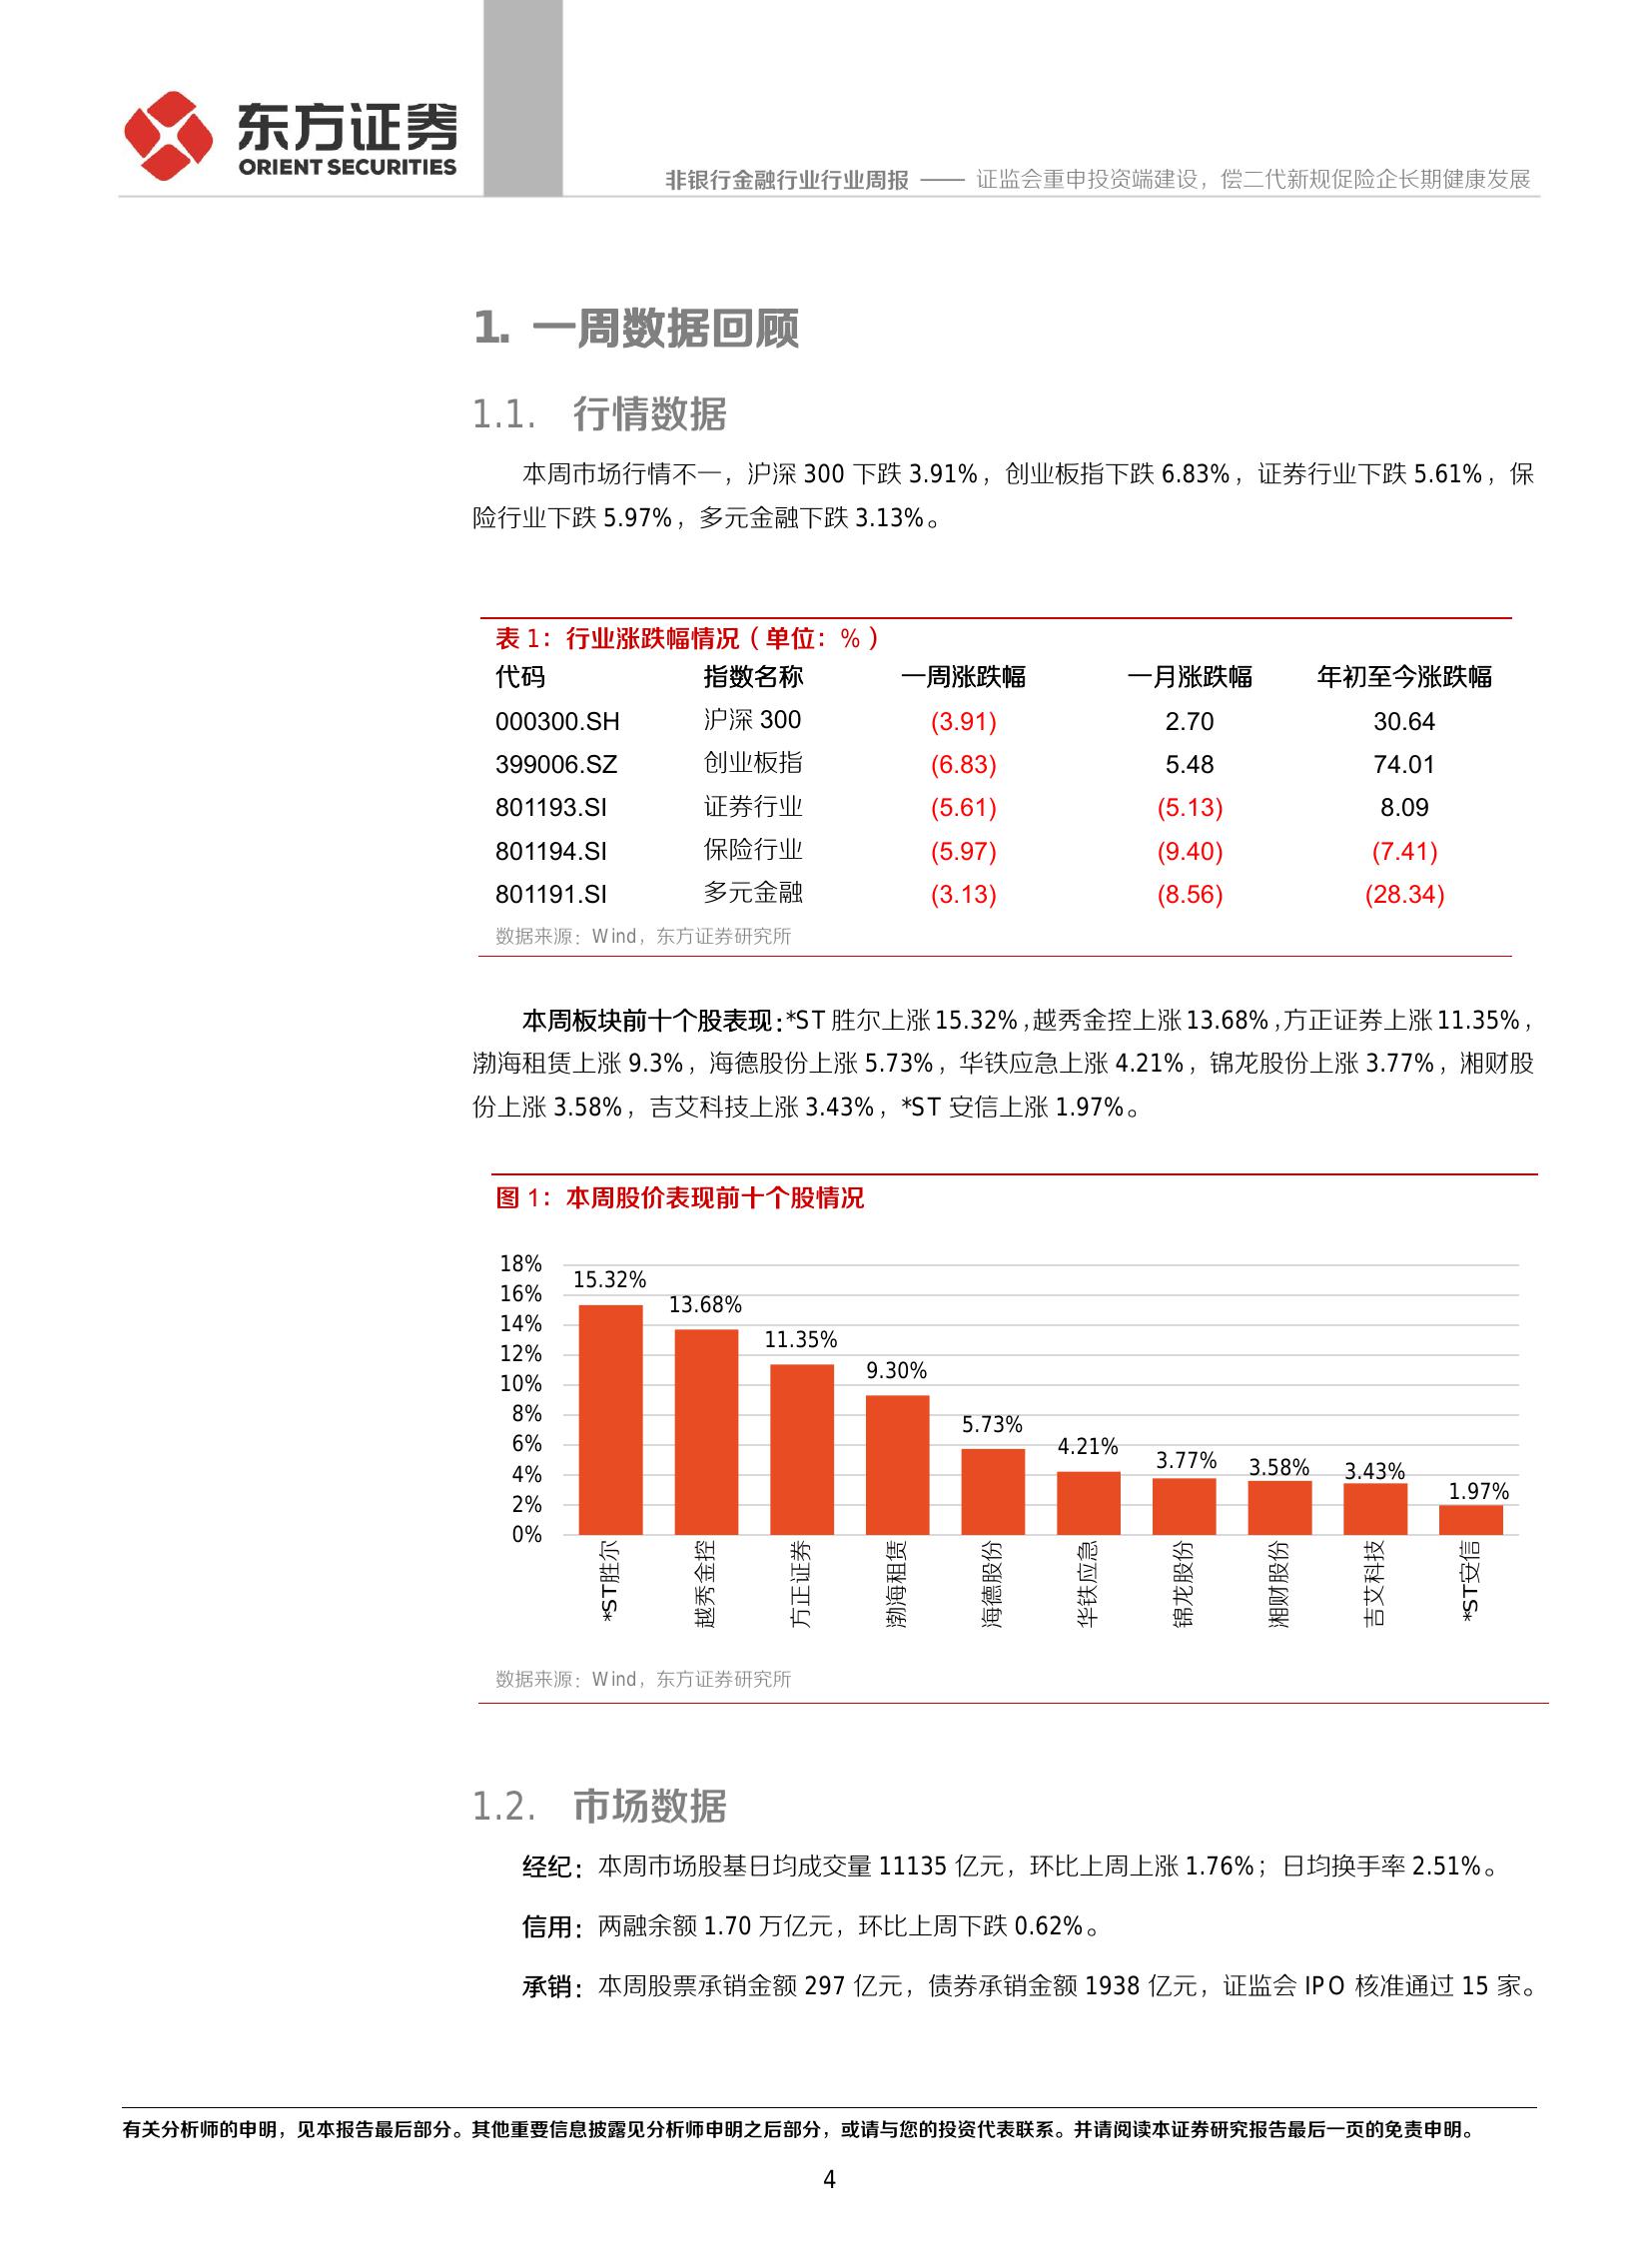 东方证券
ORIENT SECURITIES
非银行金融行业行业周报 —— 证监会重申投资端建设，偿二代新规促险企长期健康发展
1. 一周数据回顾
1.1. 行情数据
本周市场行情不一，沪深 300 下跌 3.91%，创业板指下跌 6.83%，证券行业下跌 5.61%，保
险行业下跌 5.97%，多元金融下跌 3.13%。
表 1：行业涨跌幅情况（单位：%）
代码 指数名称 一周涨跌幅 一月涨跌幅 年初至今涨跌幅
000300.SH 沪深 300 (3.91) 2.70 30.64
399006.SZ 创业板指 (6.83) 5.48 74.01
801193.SI 证券行业 (5.61) (5.13) 8.09
801194.SI 保险行业 (5.97) (9.40) (7.41)
801191.SI 多元金融 (3.13) (8.56) (28.34)
数据来源：Wind，东方证券研究所
本周板块前十个股表现：*ST 胜尔上涨 15.32%，越秀金控上涨 13.68%，方正证券上涨 11.35%，
渤海租赁上涨 9.3%，海德股份上涨 5.73%，华铁应急上涨 4.21%，锦龙股份上涨 3.77%，湘财股
份上涨 3.58%，吉艾科技上涨 3.43%，*ST 安信上涨 1.97%。
图 1：本周股价表现前十个股情况
18%
16%
14%
12%
10%
8%
6%
4%
2%
0%
15.32%
13.68%
11.35%
9.30%
5.73%
4.21%
3.77%
3.58%
3.43%
1.97%
*ST胜尔
越秀金控
方正证券
渤海租赁
海德股份
华铁应急
锦龙股份
湘财股份
吉艾科技
*ST安信
数据来源：Wind，东方证券研究所
1.2. 市场数据
经纪：本周市场股基日均成交量 11135 亿元，环比上周上涨 1.76%；日均换手率 2.51%。
信用：两融余额 1.70 万亿元，环比上周下跌 0.62%。
承销：本周股票承销金额 297 亿元，债券承销金额 1938 亿元，证监会 IPO 核准通过 15 家。
有关分析师的申明，见本报告最后部分。其他重要信息披露见分析师申明之后部分，或请与您的投资代表联系。并请阅读本证券研究报告最后一页的免责申明。
4